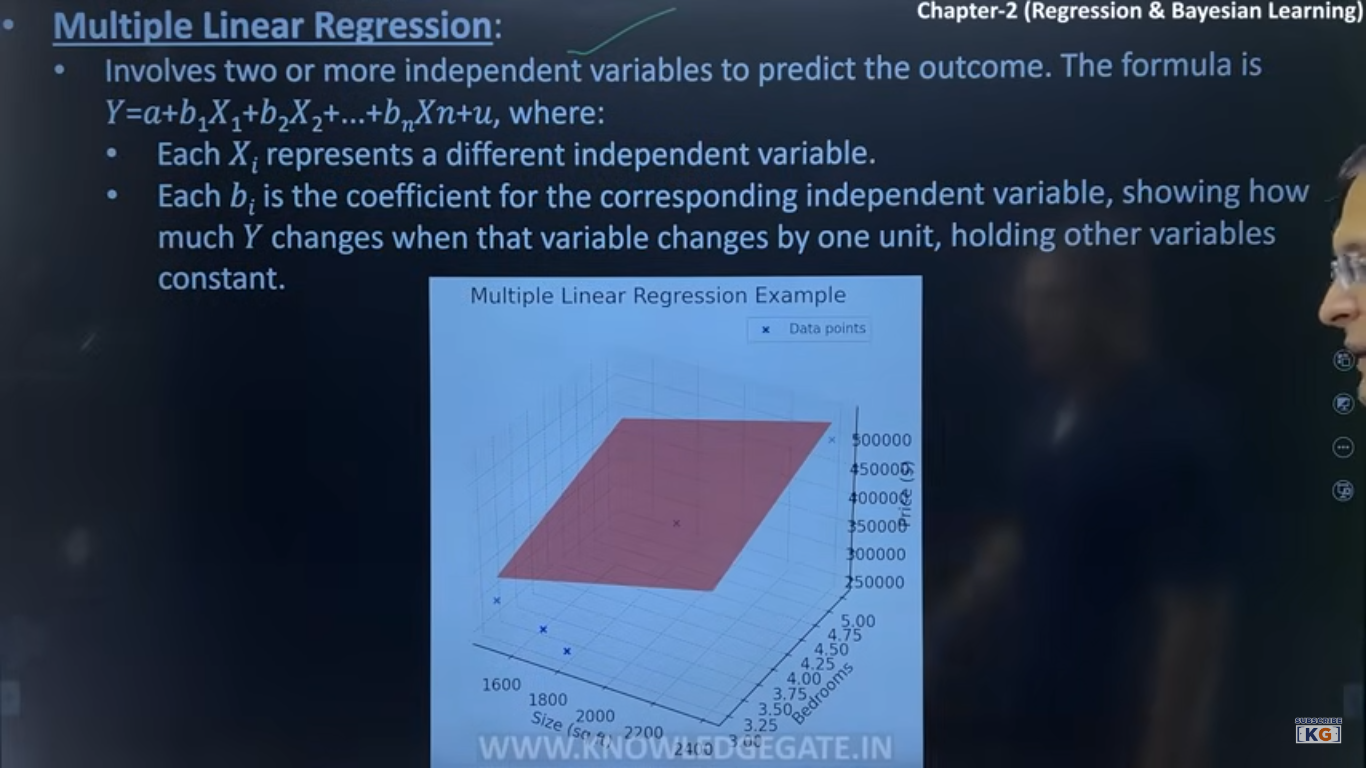 Chapter-2 (Regression & Bayesian Learning)
• Multiple Linear Regression:
• Involves two or more independent variables to predict the outcome. The formula is
Y=a+b₁X₁+b₂X₂+...+bₙXn+u, where:
• Each Xᵢ represents a different independent variable.
• Each bᵢ is the coefficient for the corresponding independent variable, showing how
much Y changes when that variable changes by one unit, holding other variables
constant.
Multiple Linear Regression Example
× Data points
500000
450000
400000
350000
300000
250000
Price ($)
5.00
4.75
4.50
4.25
4.00
3.75
3.50
3.25
3.00
Bedrooms
1600
1800
2000
2200
2400
Size (sq ft)
WWW.KNOWLEDGEGATE.IN
SUBSCRIBE
[KG]